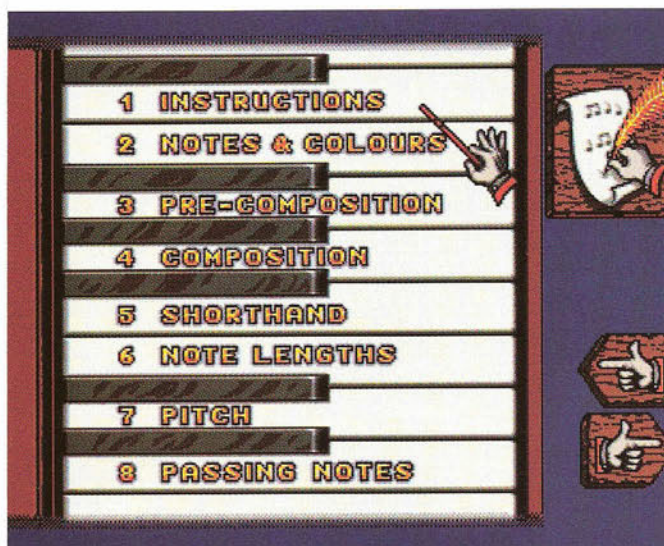 1 INSTRUCTIONS
2 NOTES & COLOURS
3 PRE-COMPOSITION
4 COMPOSITION
5 SHORTHAND
6 NOTE LENGTHS
7 PITCH
8 PASSING NOTES